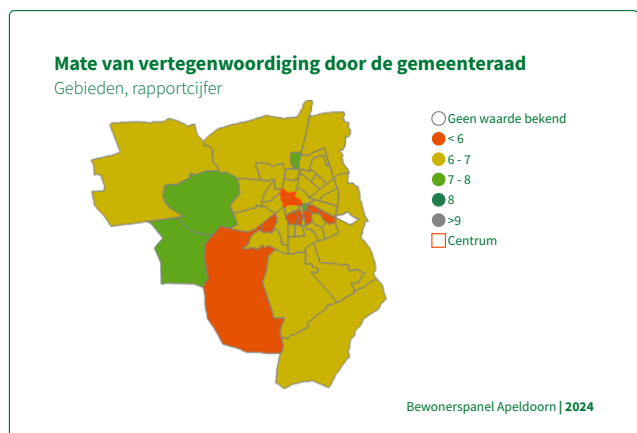 Mate van vertegenwoordiging door de gemeenteraad
Gebieden, rapportcijfer
Geen waarde bekend
< 6
6 - 7
7 - 8
8
>9
Centrum
Bewonerspanel Apeldoorn | 2024